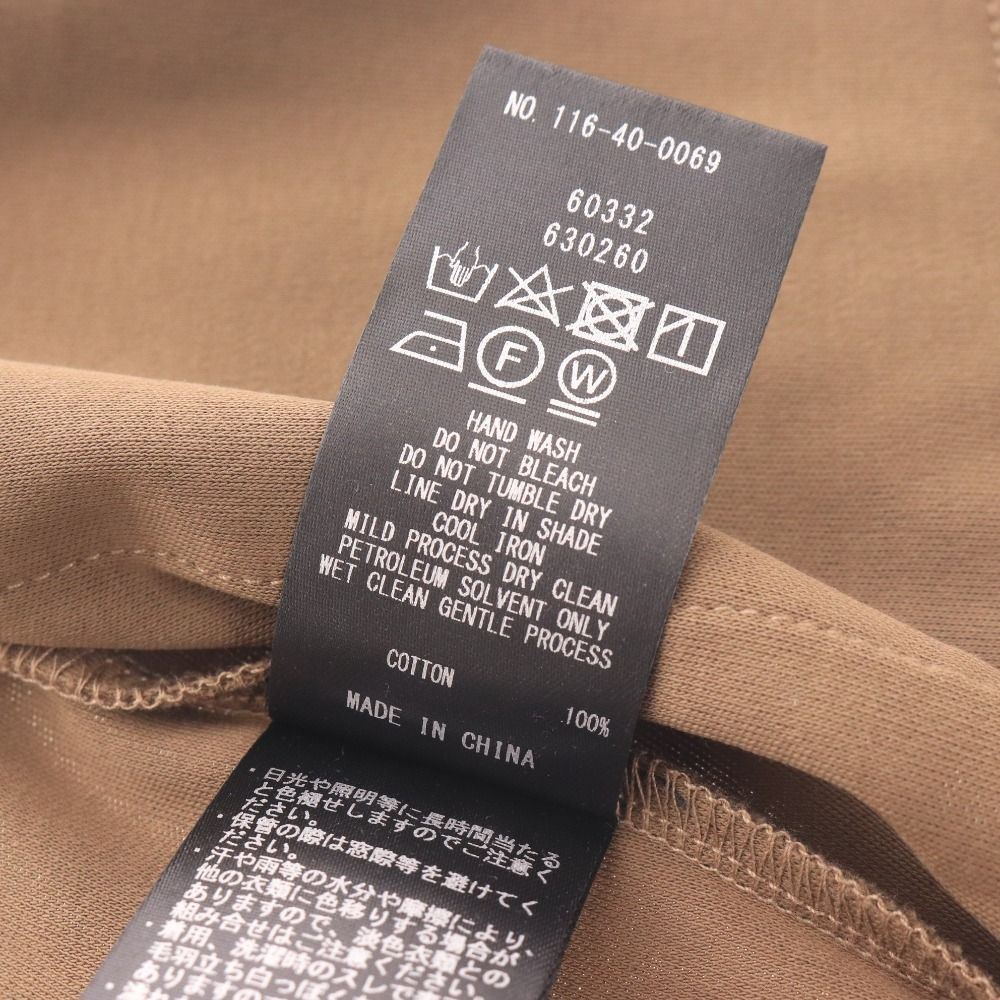 NO. 116-40-0069
60332
630260
F
W
HAND WASH
DO NOT BLEACH
DO NOT TUMBLE DRY
LINE DRY IN SHADE
COOL IRON
MILD PROCESS DRY CLEAN
PETROLEUM SOLVENT ONLY
WET CLEAN GENTLE PROCESS
COTTON 100%
MADE IN CHINA
・日光や照明等に長時間当たる
と色褪せしますのでご注意く
ださい。
・保管の際は窓際等を避けてく
ださい。
・汗や雨等の水分や摩擦により、
他の衣類に色移りする場合が
ありますので、淡色衣類との
組み合せはご注意ください。
・着用、洗濯時のスレで
毛羽立ち白っぽく
ありま